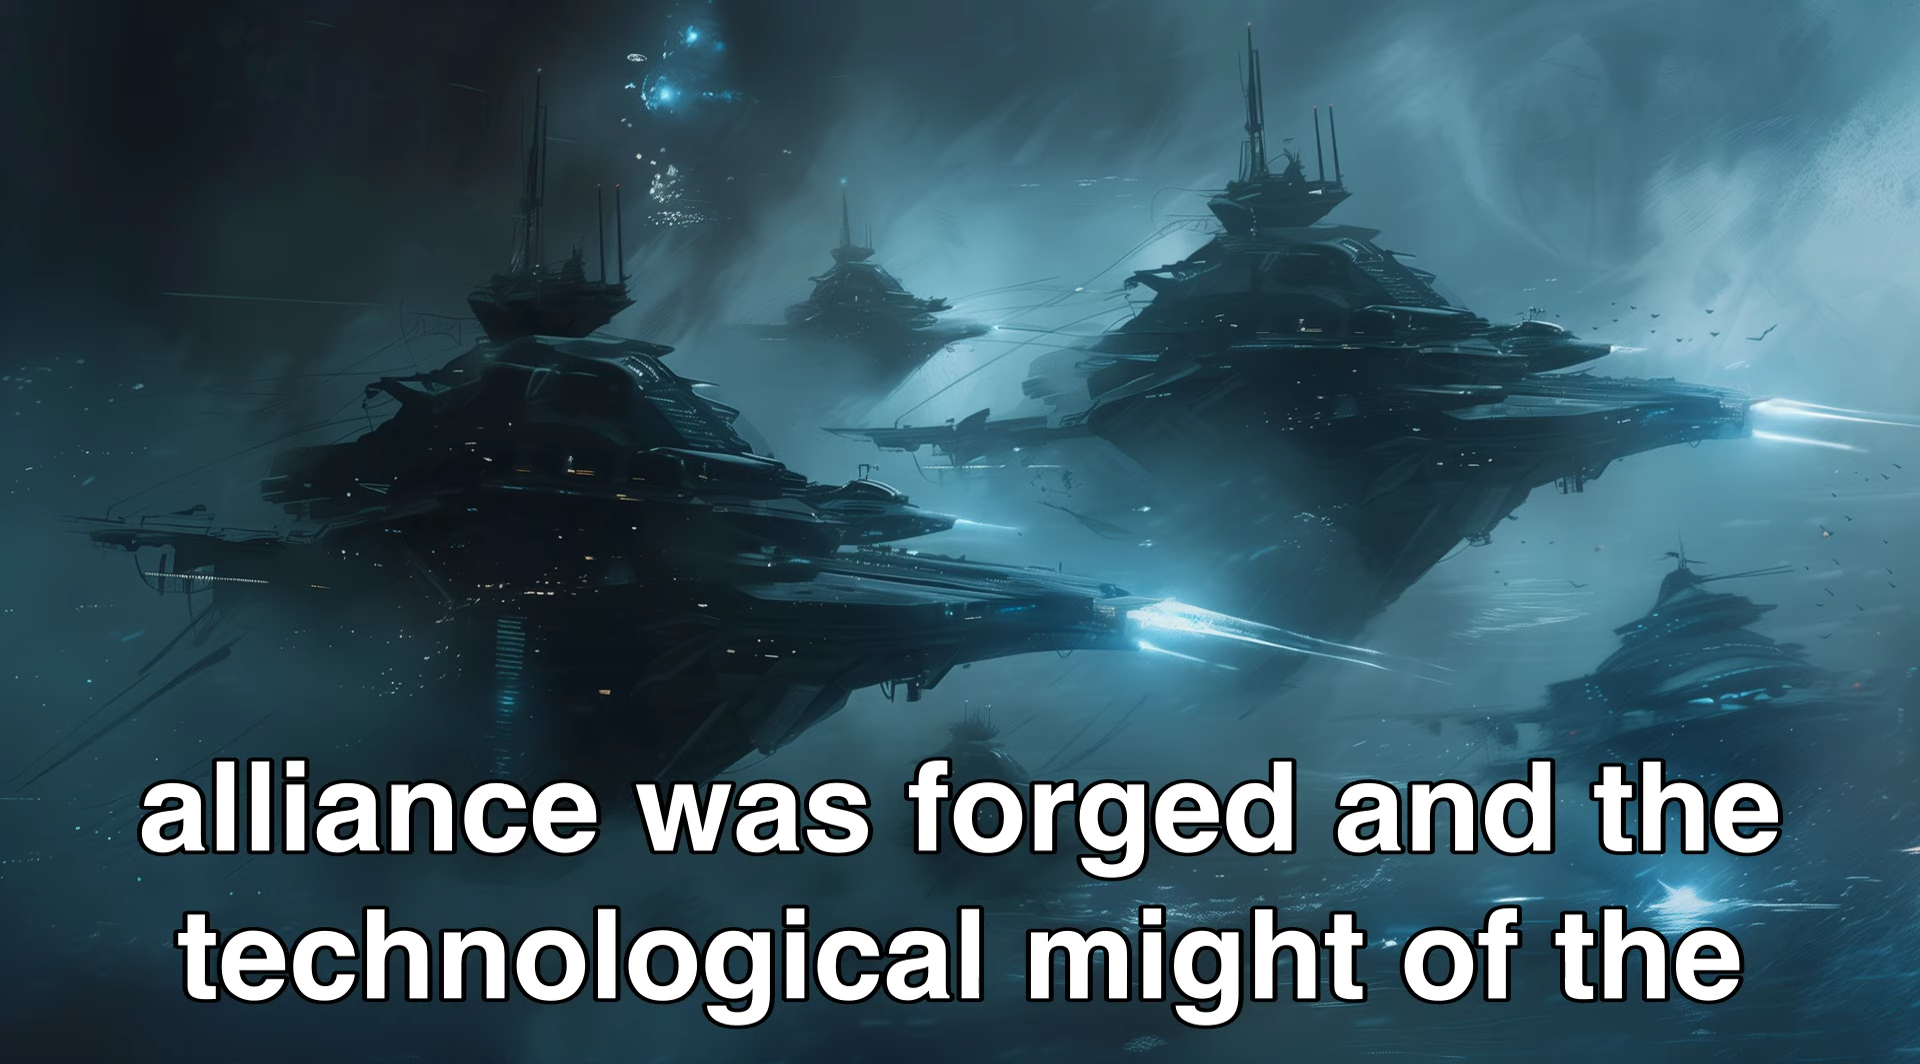 alliance was forged and the
technological might of the